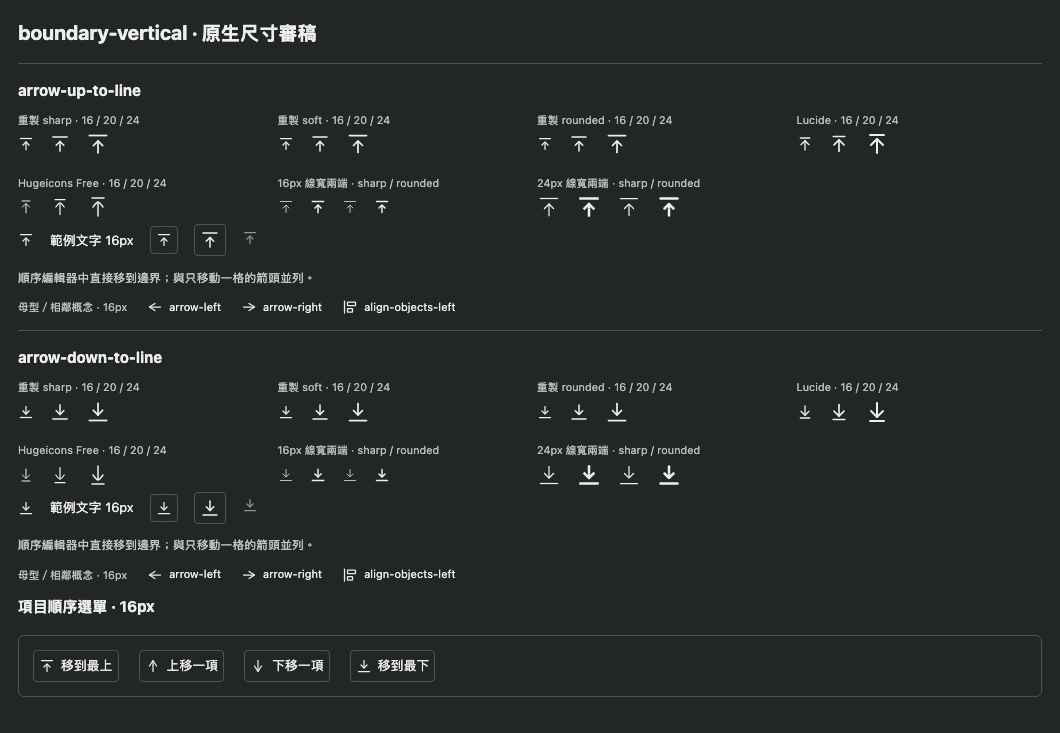 boundary-vertical · 原生尺寸審稿
arrow-up-to-line
重製 sharp · 16 / 20 / 24
重製 soft · 16 / 20 / 24
重製 rounded · 16 / 20 / 24
Lucide · 16 / 20 / 24
Hugeicons Free · 16 / 20 / 24
16px 線寬兩端 · sharp / rounded
24px 線寬兩端 · sharp / rounded
範例文字 16px
順序編輯器中直接移到邊界；與只移動一格的箭頭並列。
母型 / 相鄰概念 · 16px arrow-left arrow-right align-objects-left
arrow-down-to-line
重製 sharp · 16 / 20 / 24
重製 soft · 16 / 20 / 24
重製 rounded · 16 / 20 / 24
Lucide · 16 / 20 / 24
Hugeicons Free · 16 / 20 / 24
16px 線寬兩端 · sharp / rounded
24px 線寬兩端 · sharp / rounded
範例文字 16px
順序編輯器中直接移到邊界；與只移動一格的箭頭並列。
母型 / 相鄰概念 · 16px arrow-left arrow-right align-objects-left
項目順序選單 · 16px
移到最上 上移一項 下移一項 移到最下